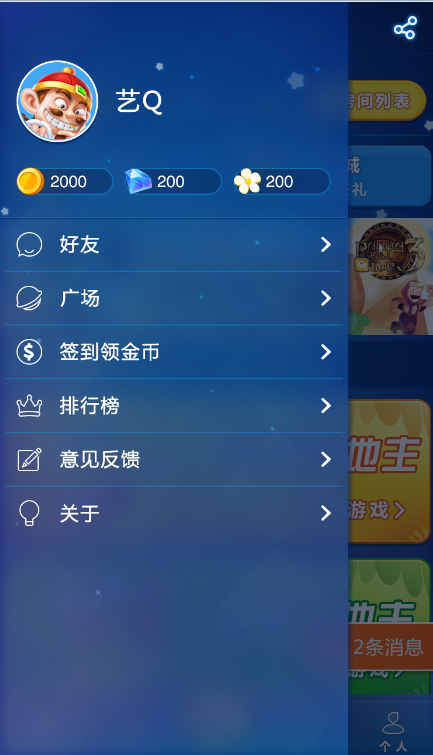 艺Q
2000
200
200
好友
广场
签到领金币
排行榜
意见反馈
关于
房间列表
城
礼
地主
游戏
地主
2条消息
个人